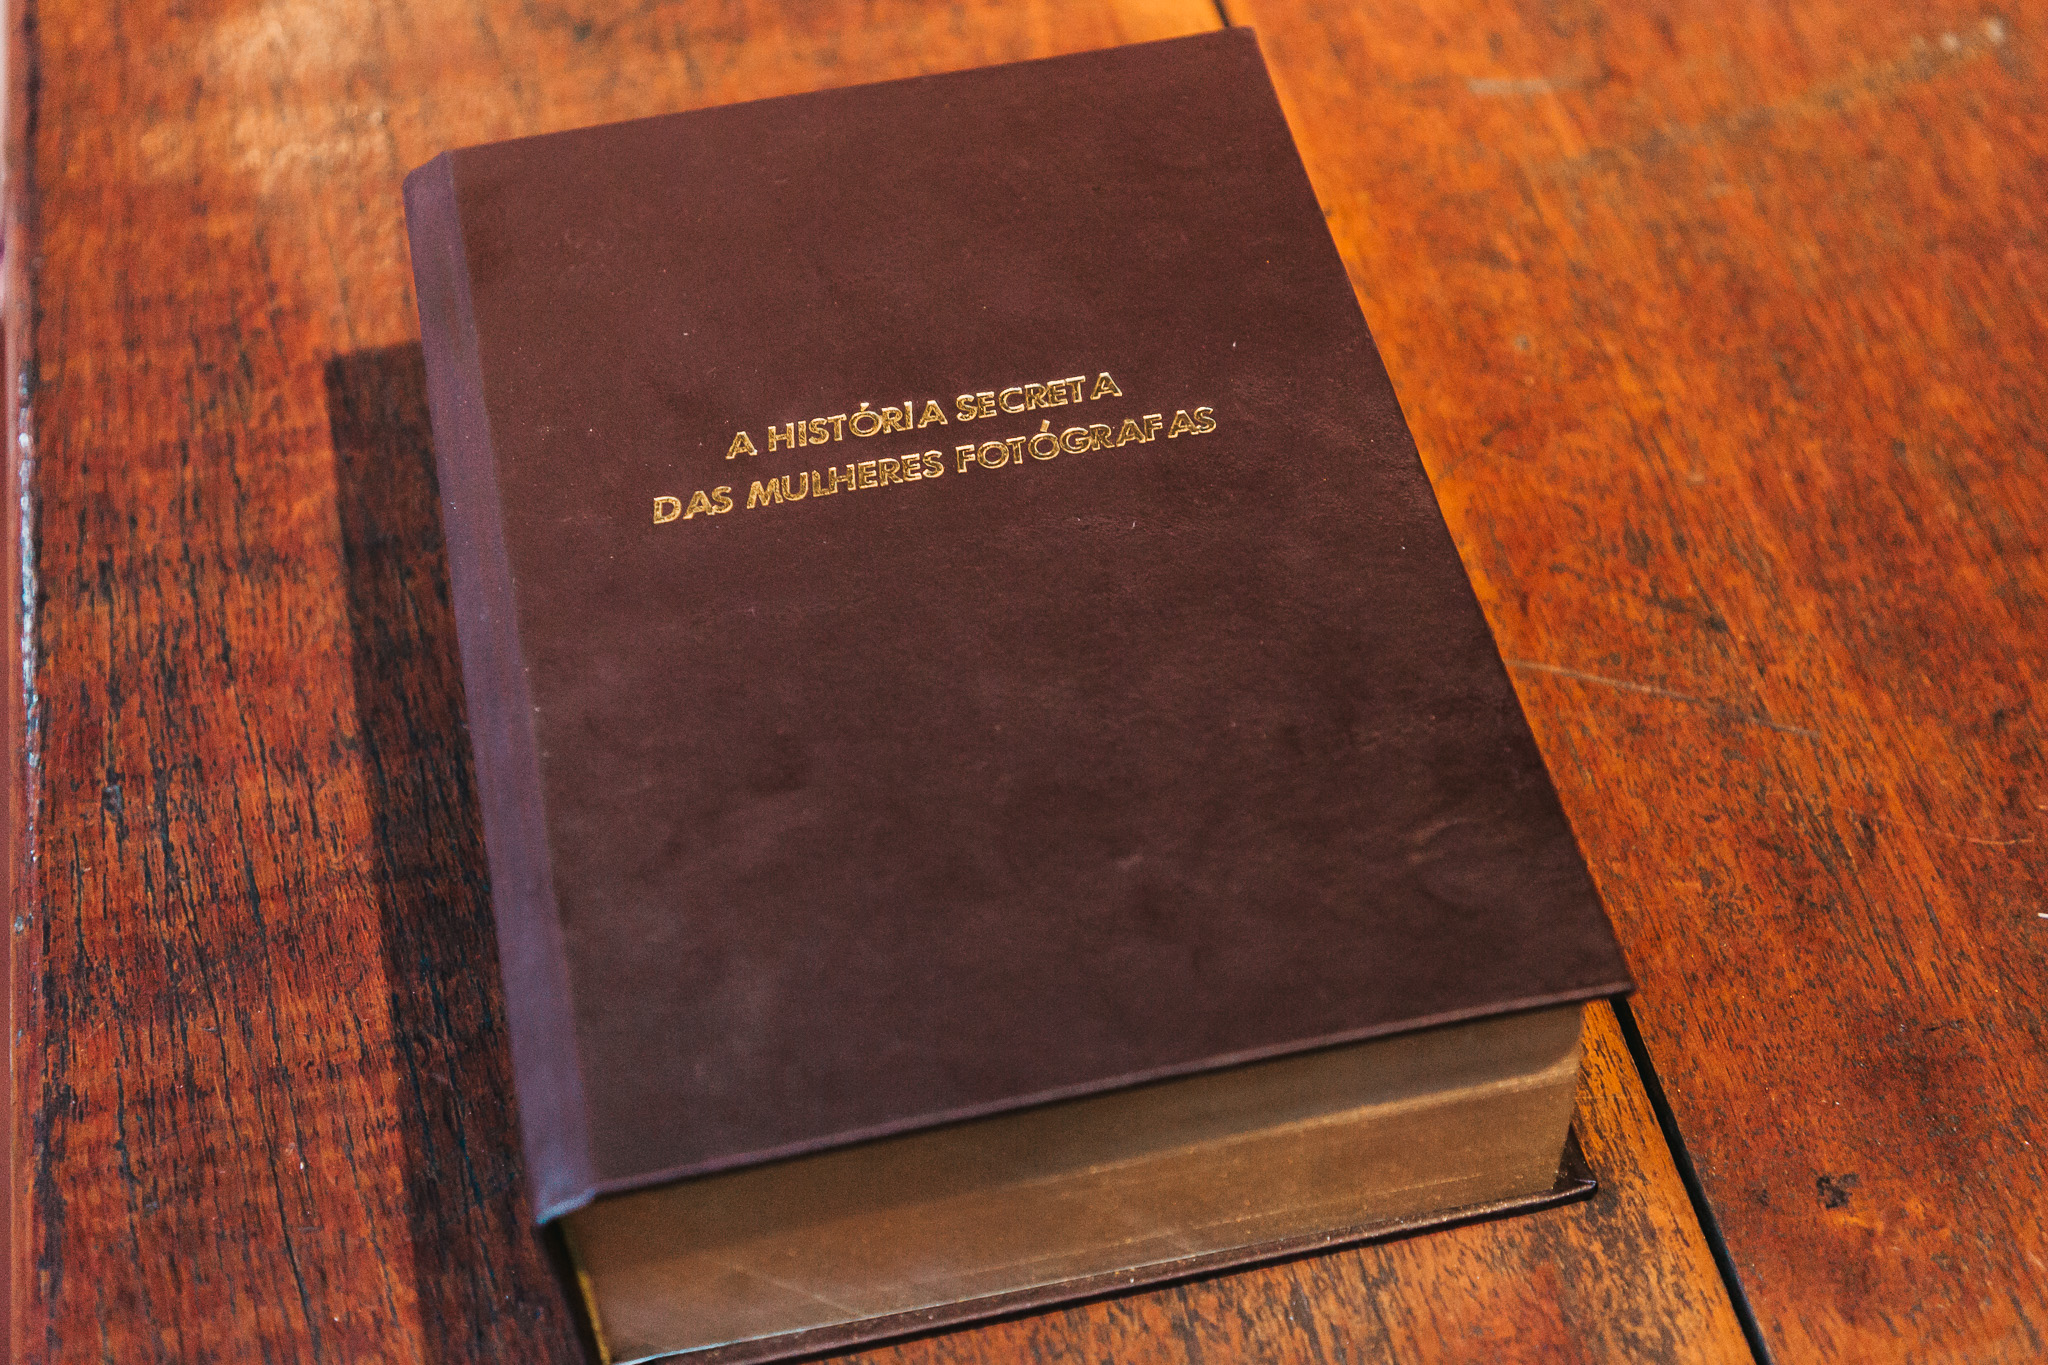 A HISTÓRIA SECRETA
DAS MULHERES FOTÓGRAFAS